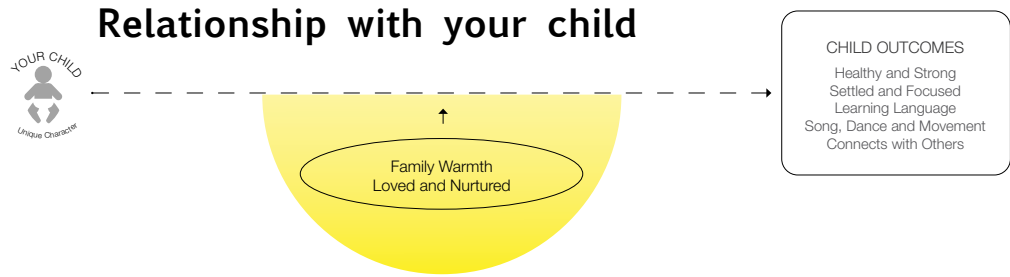 Relationship with your child
YOUR CHILD
Unique Character
Family Warmth
Loved and Nurtured
CHILD OUTCOMES
Healthy and Strong
Settled and Focused
Learning Language
Song, Dance and Movement
Connects with Others